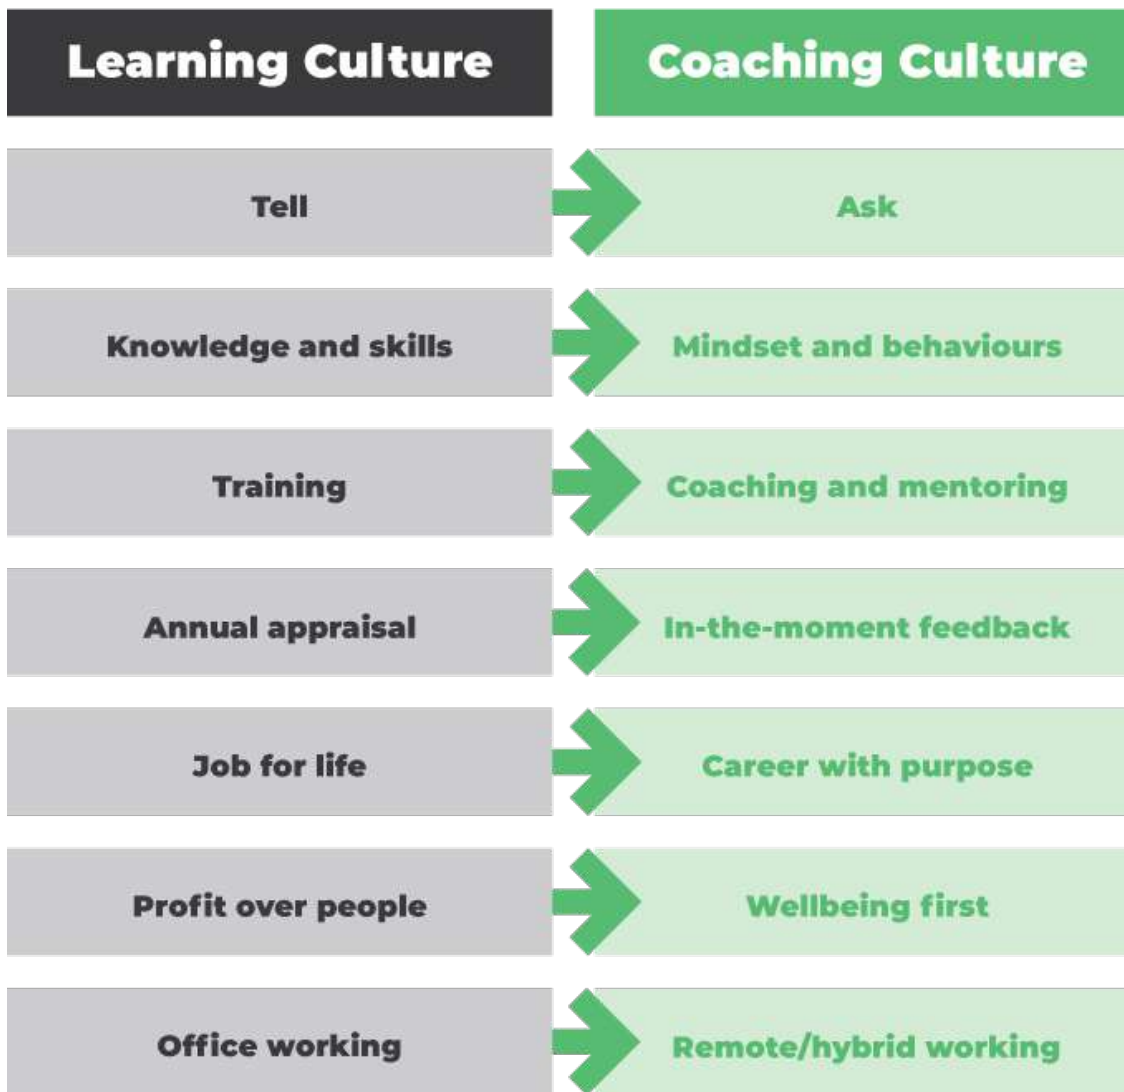 Learning Culture
Coaching Culture
Tell
Ask
Knowledge and skills
Mindset and behaviours
Training
Coaching and mentoring
Annual appraisal
In-the-moment feedback
Job for life
Career with purpose
Profit over people
Wellbeing first
Office working
Remote/hybrid working